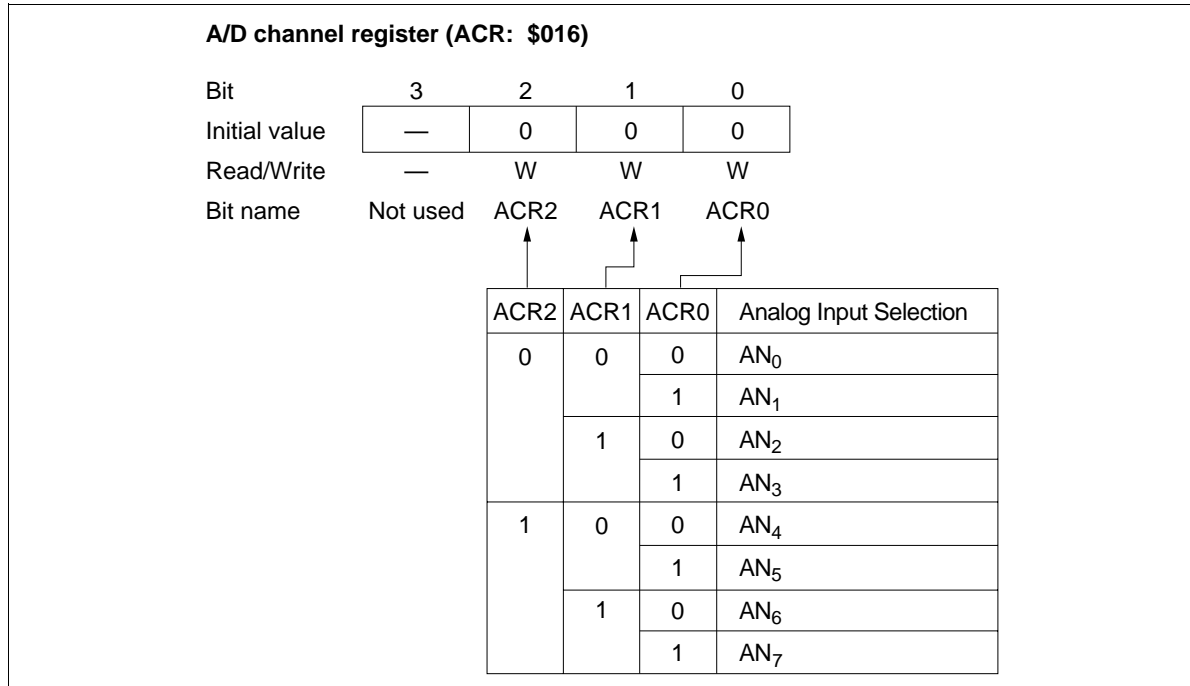 A/D channel register (ACR: $016)
Bit 3 2 1 0
Initial value — 0 0 0
Read/Write — W W W
Bit name Not used ACR2 ACR1 ACR0
ACR2 ACR1 ACR0 Analog Input Selection
0 0 0 AN0
1 AN1
1 0 AN2
1 AN3
1 0 0 AN4
1 AN5
1 0 AN6
1 AN7